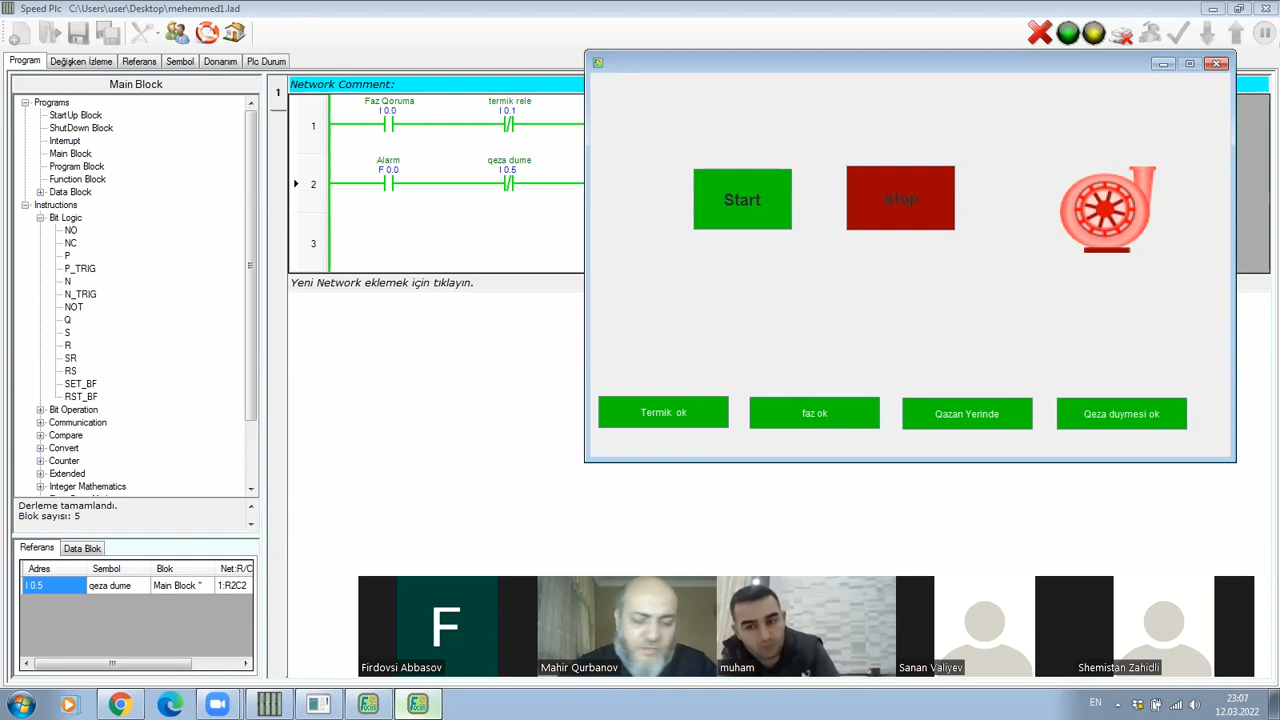 Speed Plc C:\Users\user\Desktop\mehemmed1.lad
Program Değişken İzleme Referans Sembol Donanım Plc Durum
Main Block
Programs
StartUp Block
ShutDown Block
Interrupt
Main Block
Program Block
Function Block
Data Block
Instructions
Bit Logic
NO
NC
P
P_TRIG
N
N_TRIG
NOT
Q
S
R
SR
RS
SET_BF
RST_BF
Bit Operation
Communication
Compare
Convert
Counter
Extended
Integer Mathematics
Derleme tamamlandı.
Blok sayısı: 5
Referans Data Blok
Adres Sembol Blok Net:R/C
I 0.5 qeza dume Main Block " 1:R2C2
1
Network Comment:
Faz Qoruma termik rele
I 0.0 I 0.1
1
Alarm qeza dume
F 0.0 I 0.5
2
3
Yeni Network eklemek için tıklayın.
Start stop
Termik ok faz ok Qazan Yerinde Qeza duymesi ok
F
Firdovsi Abbasov Mahir Qurbanov muham Sanan Valiyev Shemistan Zahidli
EN
23:07
12.03.2022